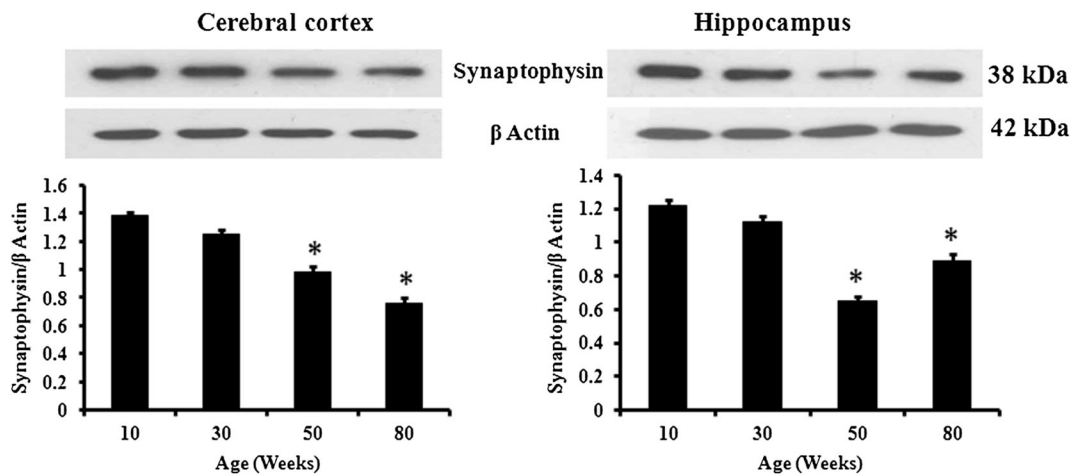 Cerebral cortex
Hippocampus
Synaptophysin
38 kDa
β Actin
42 kDa
Synaptophysin/β Actin
1.6
1.4
1.2
1
0.8
0.6
0.4
0.2
0
*
*
10 30 50 80
Age (Weeks)
Synaptophysin/β Actin
1.4
1.2
1
0.8
0.6
0.4
0.2
0
*
*
10 30 50 80
Age (Weeks)